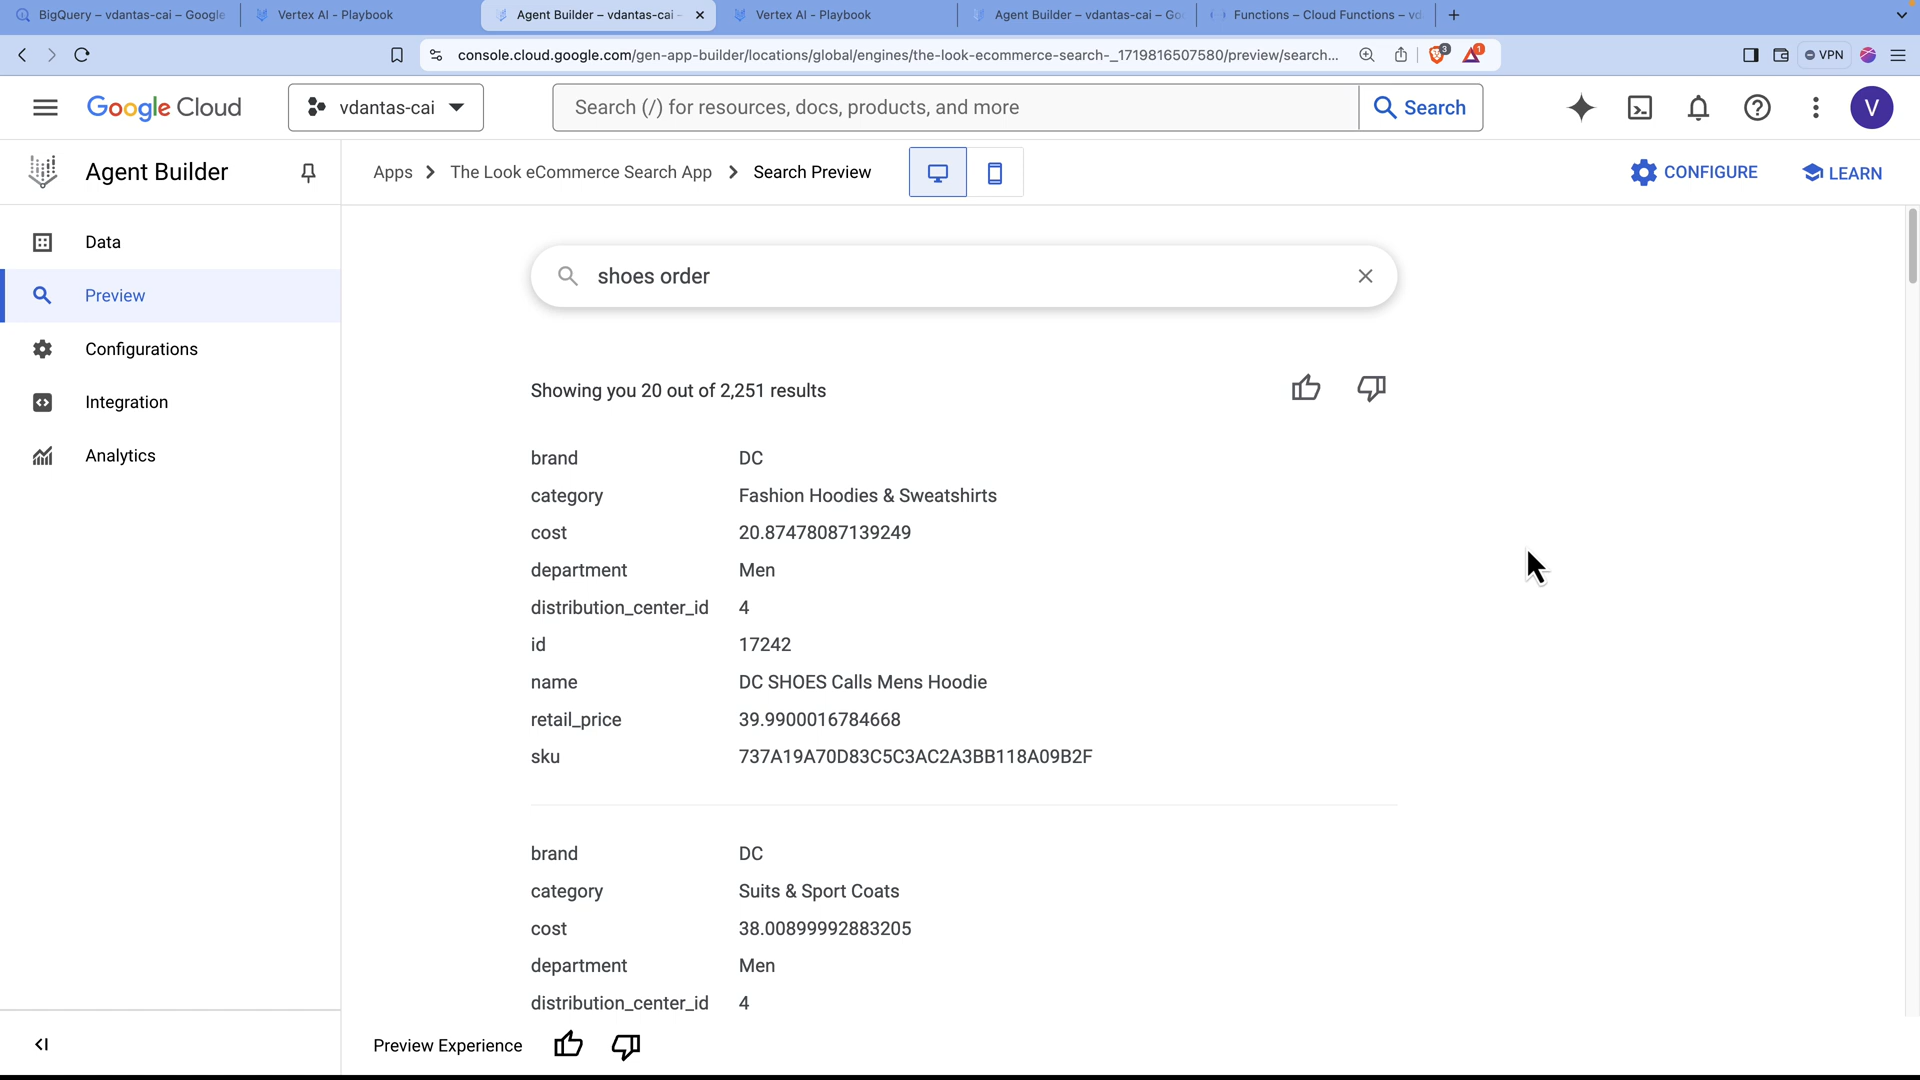 BigQuery – vdantas-cai – Google
Vertex AI - Playbook
Agent Builder – vdantas-cai -
Vertex AI - Playbook
Agent Builder – vdantas-cai – Go
Functions – Cloud Functions – vd
console.cloud.google.com/gen-app-builder/locations/global/engines/the-look-ecommerce-search-_1719816507580/preview/search...
3
1
VPN
Google Cloud
vdantas-cai
Search (/) for resources, docs, products, and more
Search
V
Agent Builder
Apps
The Look eCommerce Search App
Search Preview
CONFIGURE
LEARN
Data
Preview
Configurations
Integration
Analytics
shoes order
Showing you 20 out of 2,251 results
brand DC
category Fashion Hoodies & Sweatshirts
cost 20.87478087139249
department Men
distribution_center_id 4
id 17242
name DC SHOES Calls Mens Hoodie
retail_price 39.9900016784668
sku 737A19A70D83C5C3AC2A3BB118A09B2F
brand DC
category Suits & Sport Coats
cost 38.00899992883205
department Men
distribution_center_id 4
Preview Experience